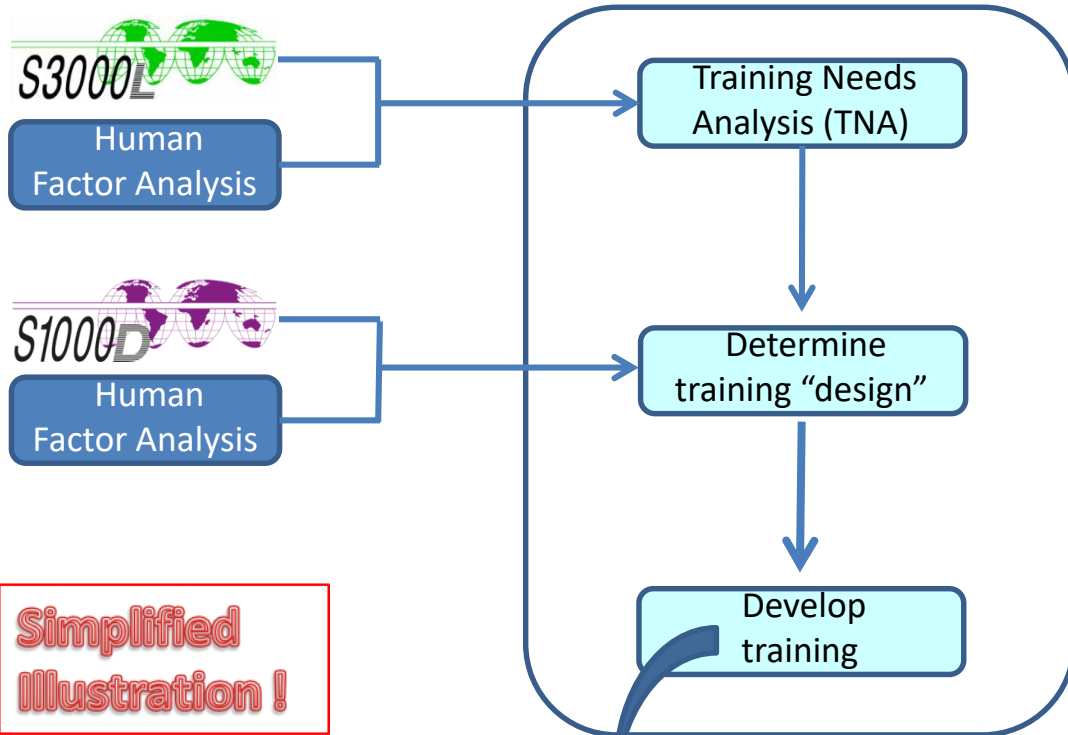 S3000L
Human
Factor Analysis
Training Needs
Analysis (TNA)
S1000D
Human
Factor Analysis
Determine
training “design”
Develop
training
Simplified
Illustration !